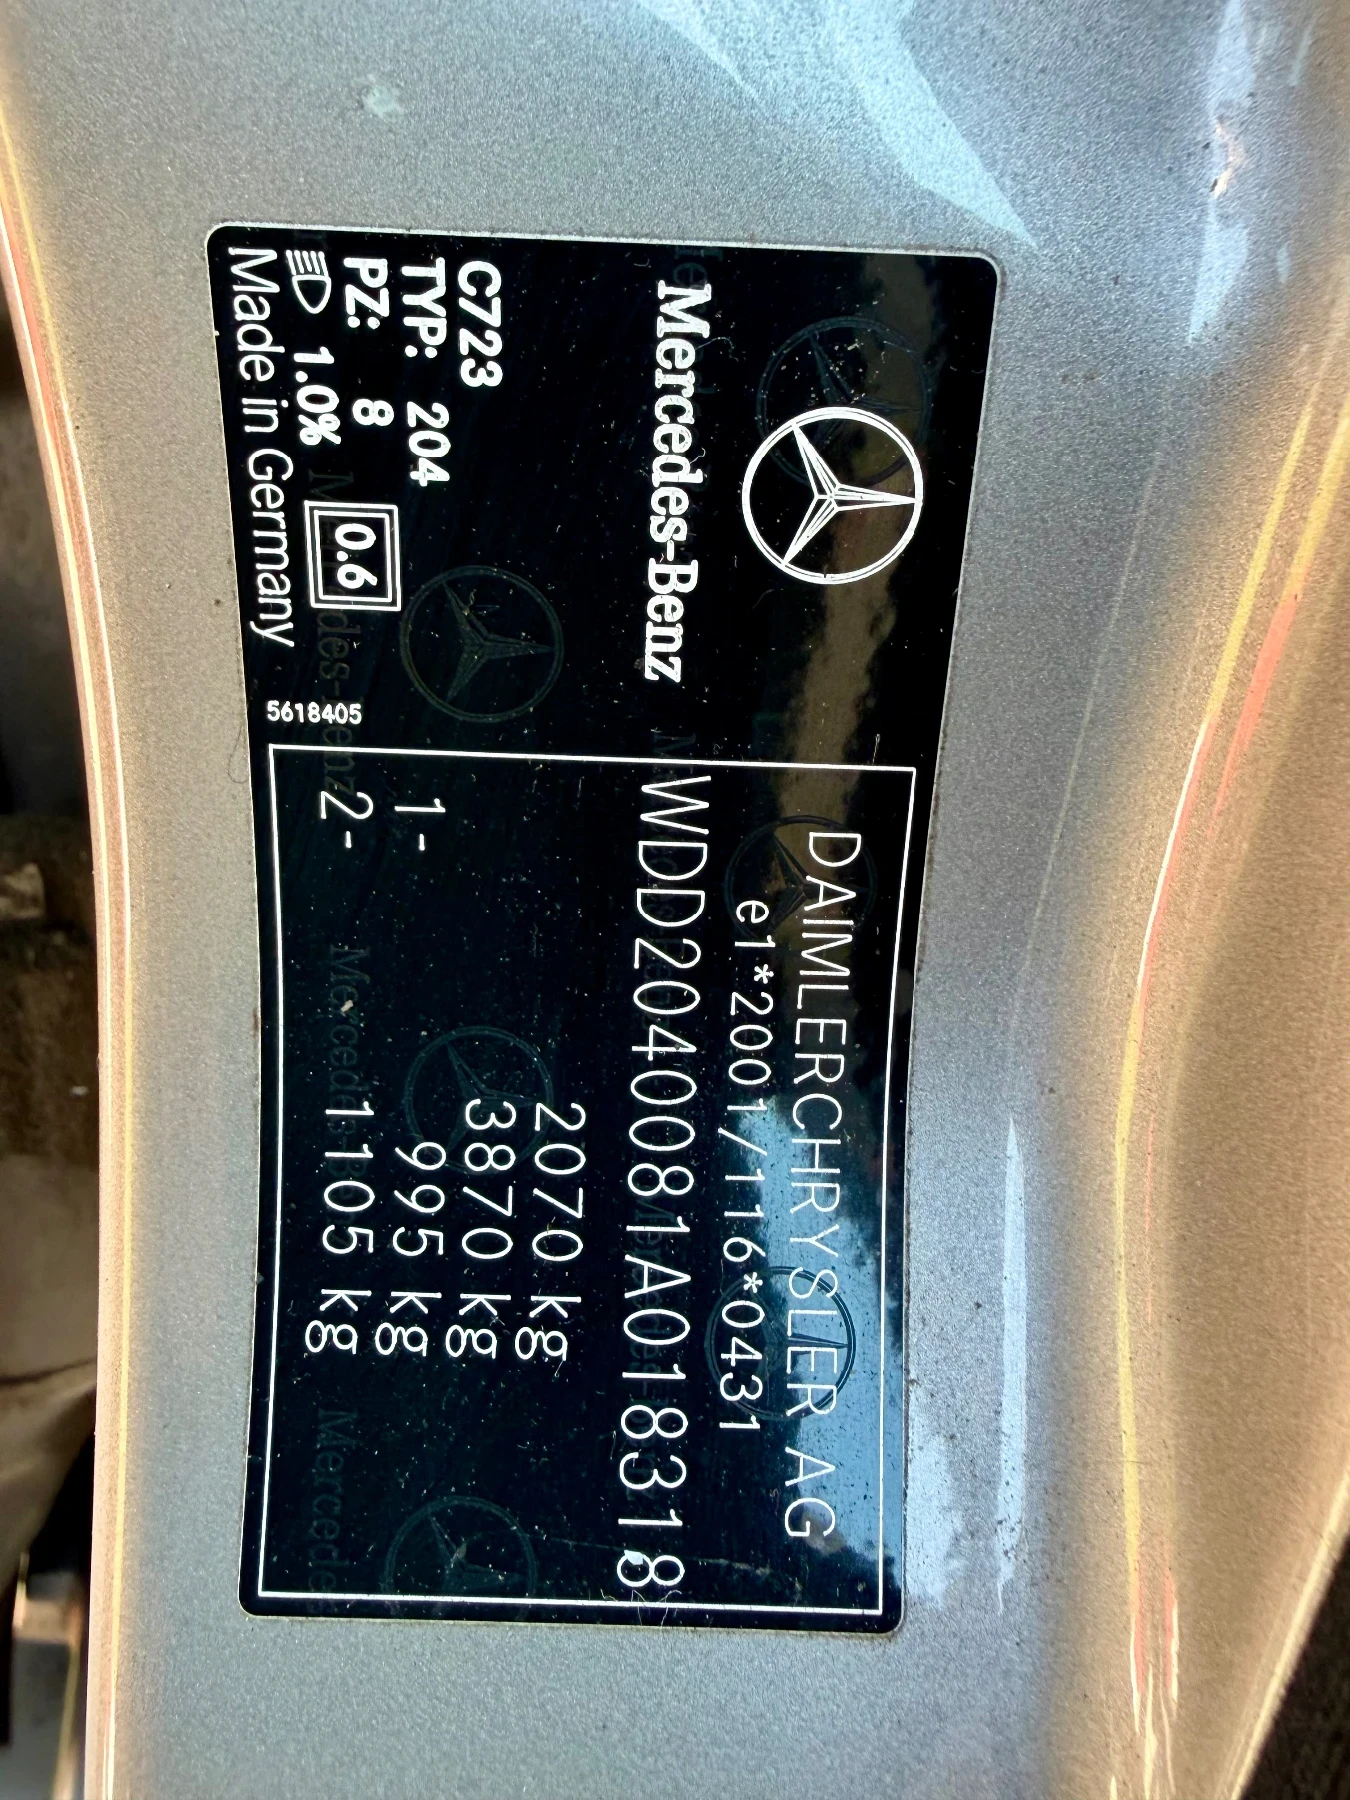 Mercedes-Benz
C723
TYP: 204
PZ: 8
1.0%
0.6
Made in Germany
5618405
DAIMLERCHRYSLER AG
e1*2001/116*0431
WDD2040081A018318
2070 kg
3870 kg
1- 995 kg
2- 1105 kg